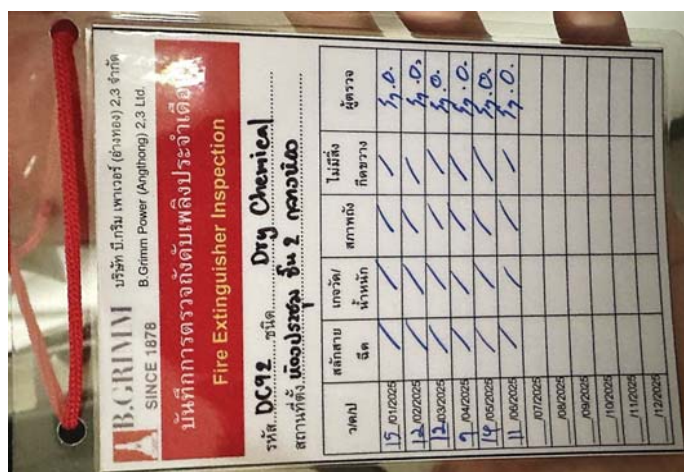 B.GRIMM
SINCE 1878
บริษัท บี.กริม เพาเวอร์ (อ่างทอง) 2,3 จำกัด
B.Grimm Power (Angthong) 2,3 Ltd.
บันทึกการตรวจถังดับเพลิงประจำเดือน
Fire Extinguisher Inspection
รหัส DC92 ชนิด Dry Chemical
สถานที่ตั้ง ห้องประชุม ชั้น 2
ว/ด/ป สลักสาย ฉีด เกจวัด/ น้ำหนัก สภาพถัง ไม่มีสิ่ง กีดขวาง ผู้ตรวจ
15/01/2025 / / / /
12/02/2025 / / / /
12/03/2025 / / / /
9/04/2025 / / / /
14/05/2025 / / / /
11/06/2025 / / / /
/07/2025
/08/2025
/09/2025
/10/2025
/11/2025
/12/2025